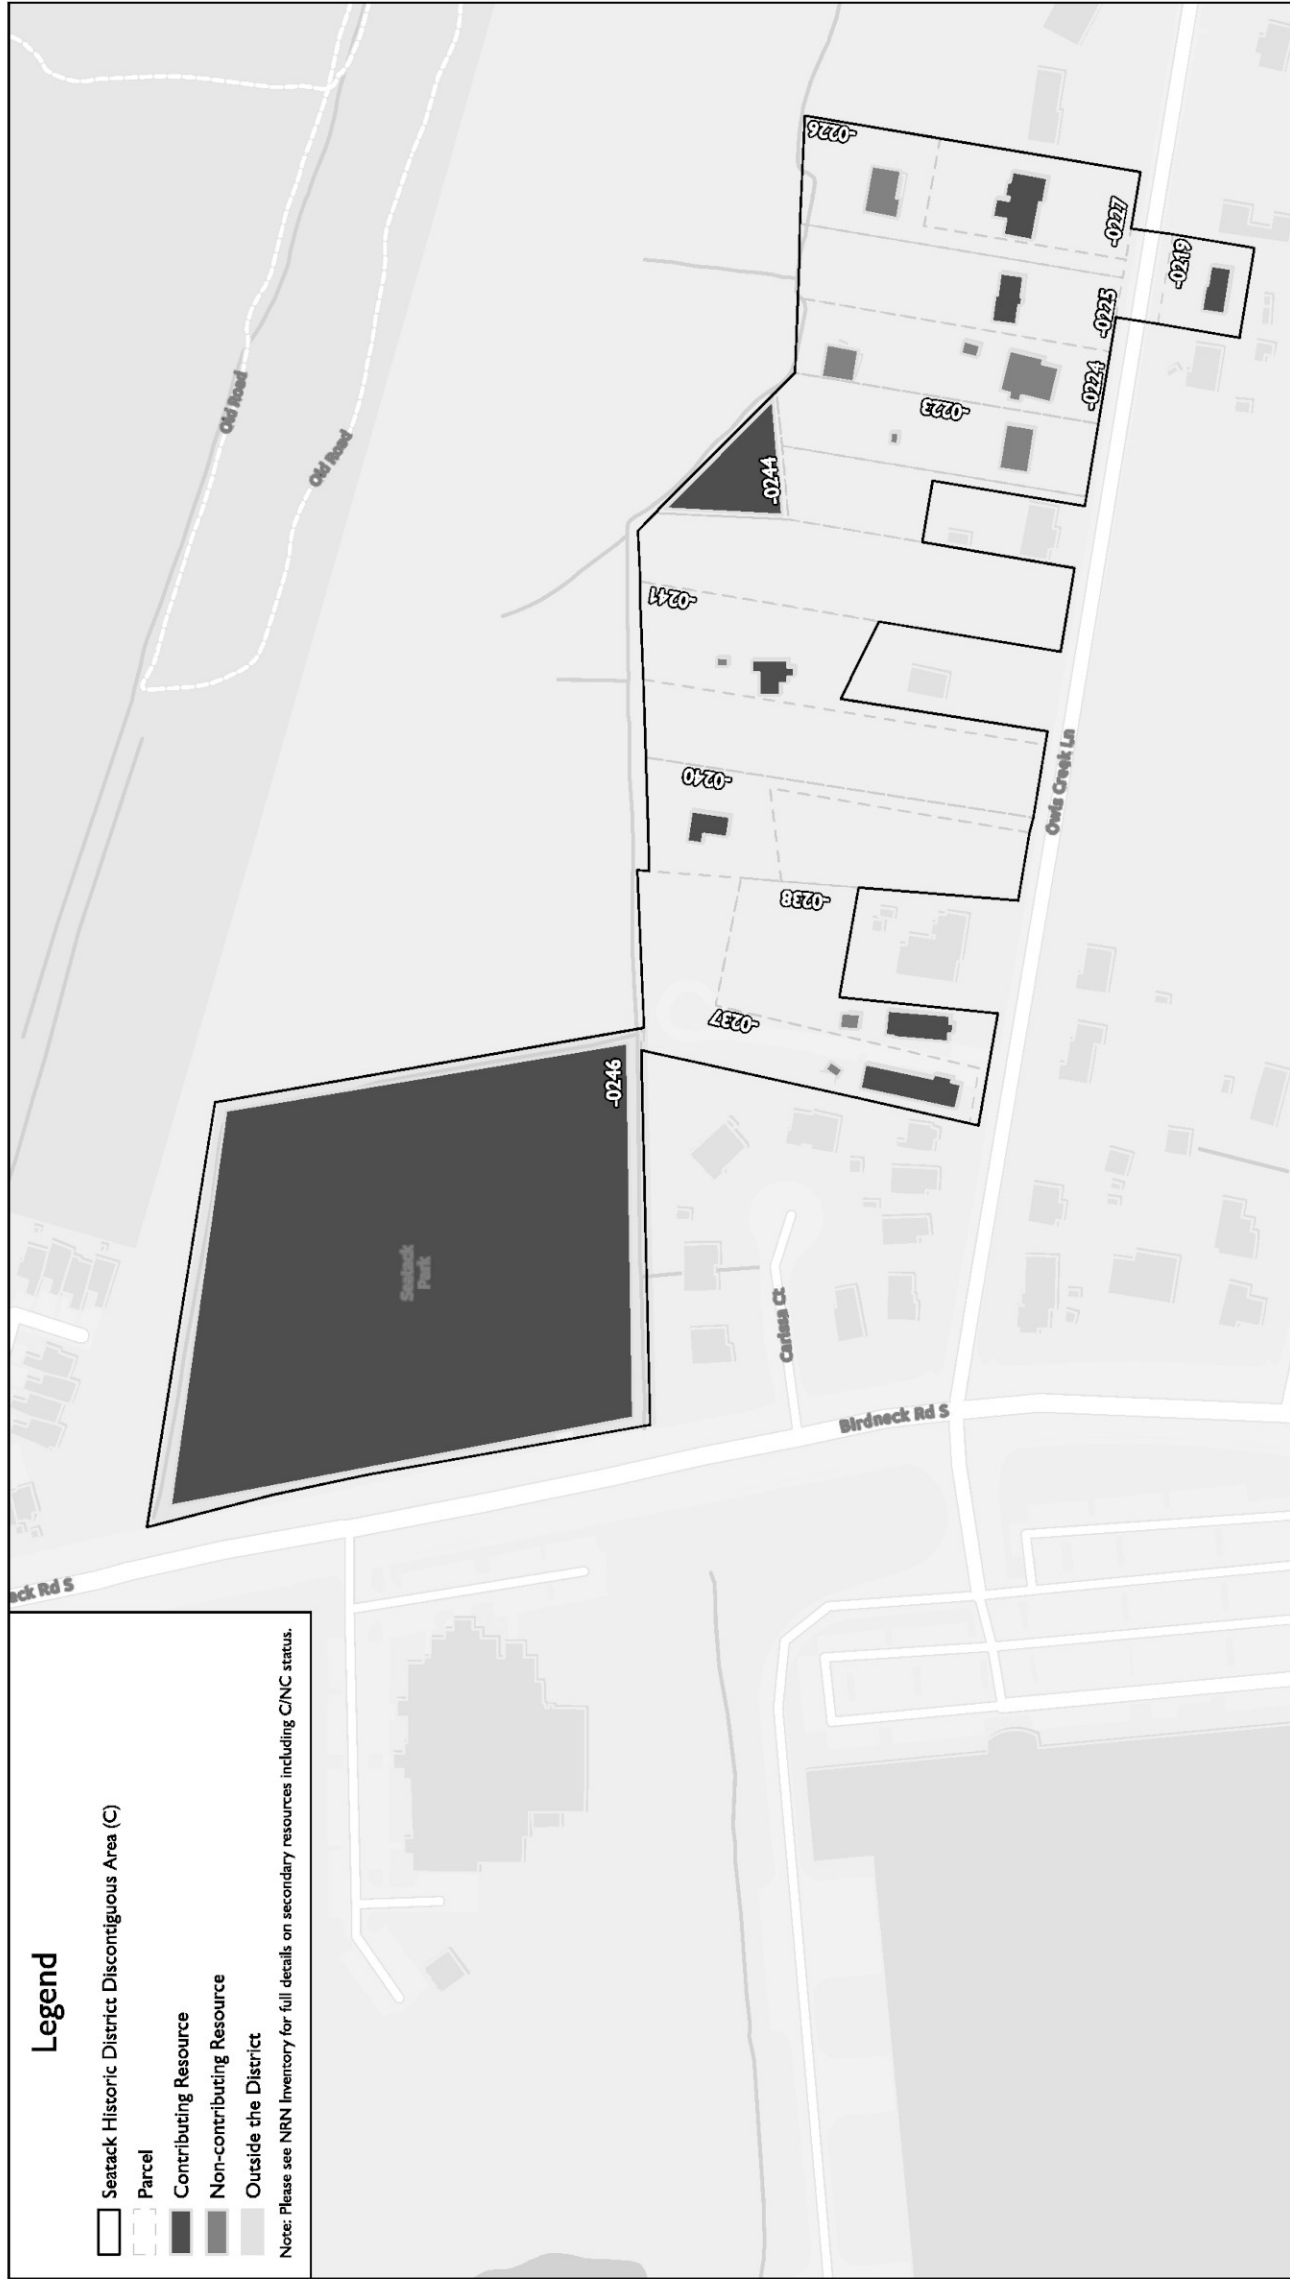 Legend
Seatack Historic District Discontiguous Area (C)
Parcel
Contributing Resource
Non-contributing Resource
Outside the District
Note: Please see NRN Inventory for full details on secondary resources including C/NC status.
ack Rd S
Seatack
Park
-0246
Birdneck Rd S
Carissa Ct
Owls Creek Ln
Old Road
Old Road
-0237
-0238
-0240
-0241
-0244
-0223
-0224
-0225
-0226
-0227
-0219